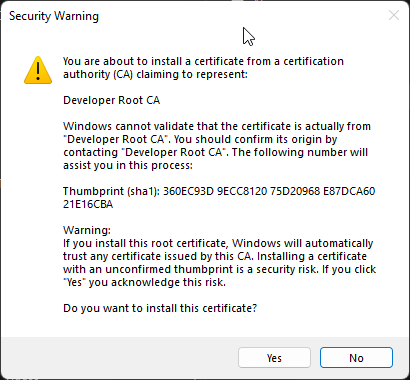 Security Warning
You are about to install a certificate from a certification
authority (CA) claiming to represent:
Developer Root CA
Windows cannot validate that the certificate is actually from
"Developer Root CA". You should confirm its origin by
contacting "Developer Root CA". The following number will
assist you in this process:
Thumbprint (sha1): 360EC93D 9ECC8120 75D20968 E87DCA60
21E16CBA
Warning:
If you install this root certificate, Windows will automatically
trust any certificate issued by this CA. Installing a certificate
with an unconfirmed thumbprint is a security risk. If you click
"Yes" you acknowledge this risk.
Do you want to install this certificate?
Yes
No